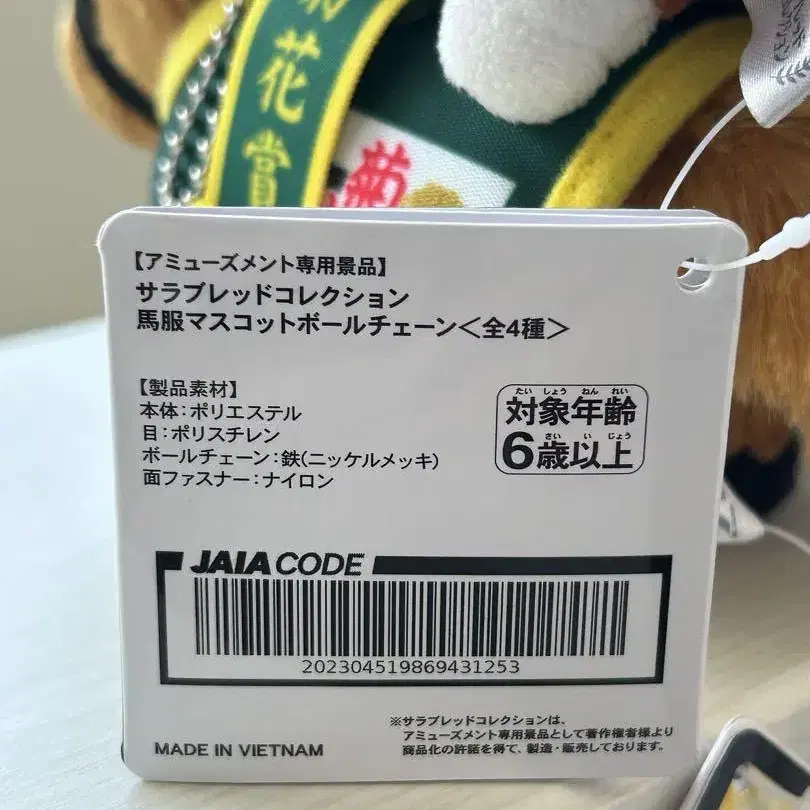 花賞
菊
【アミューズメント専用景品】
サラブレッドコレクション
馬服マスコットボールチェーン<全4種>
【製品素材】
本体:ポリエステル
目:ポリスチレン
ボールチェーン:鉄(ニッケルメッキ)
面ファスナー:ナイロン
たいしょうねんれい
対象年齢
さいいじょう
6歳以上
JAIA CODE
202304519869431253
※サラブレッドコレクションは、
アミューズメント専用景品として著作権者様より
商品化の許諾を得て、製造・販売しております。
MADE IN VIETNAM